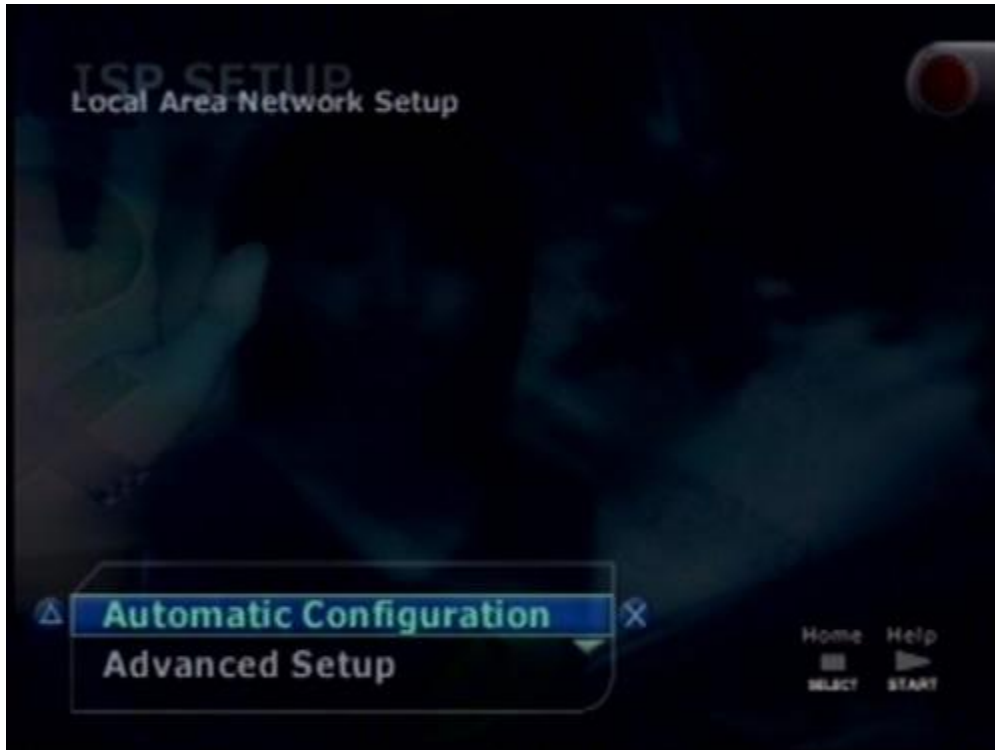 ISP SETUP
Local Area Network Setup
Automatic Configuration
Advanced Setup
Home Help
SELECT START